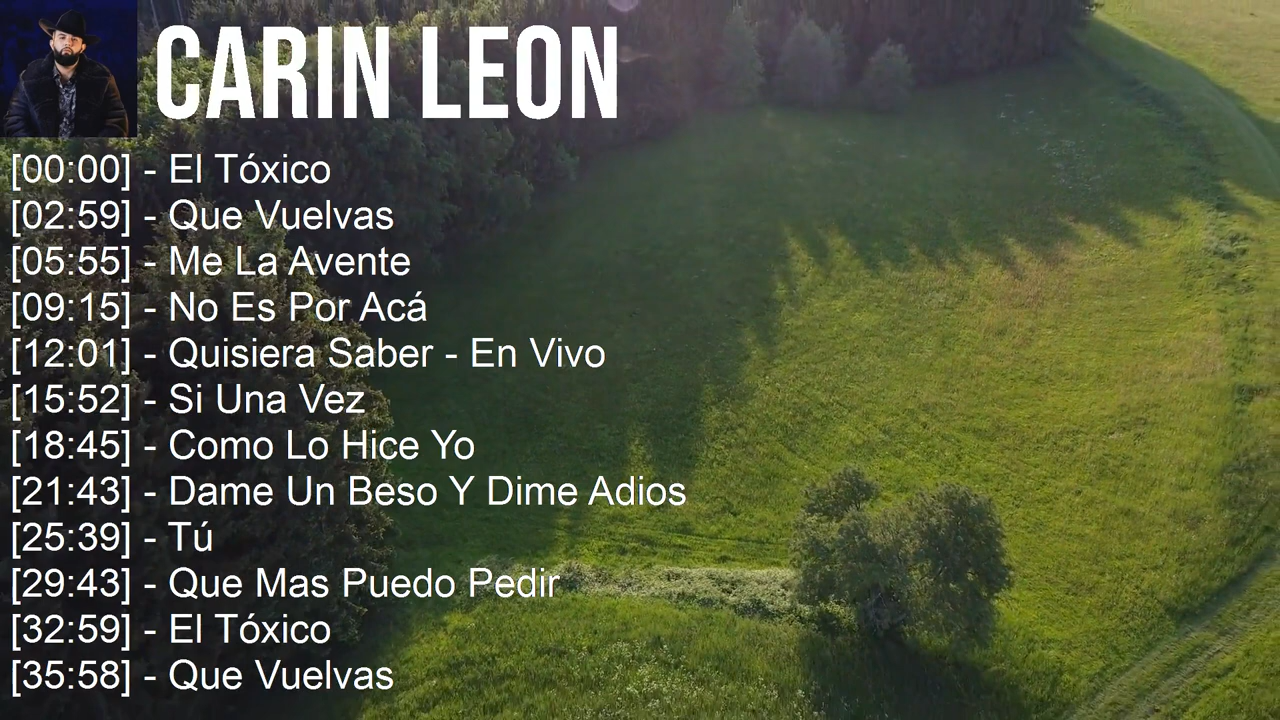 CARIN LEON
[00:00] - El Tóxico
[02:59] - Que Vuelvas
[05:55] - Me La Avente
[09:15] - No Es Por Acá
[12:01] - Quisiera Saber - En Vivo
[15:52] - Si Una Vez
[18:45] - Como Lo Hice Yo
[21:43] - Dame Un Beso Y Dime Adios
[25:39] - Tú
[29:43] - Que Mas Puedo Pedir
[32:59] - El Tóxico
[35:58] - Que Vuelvas